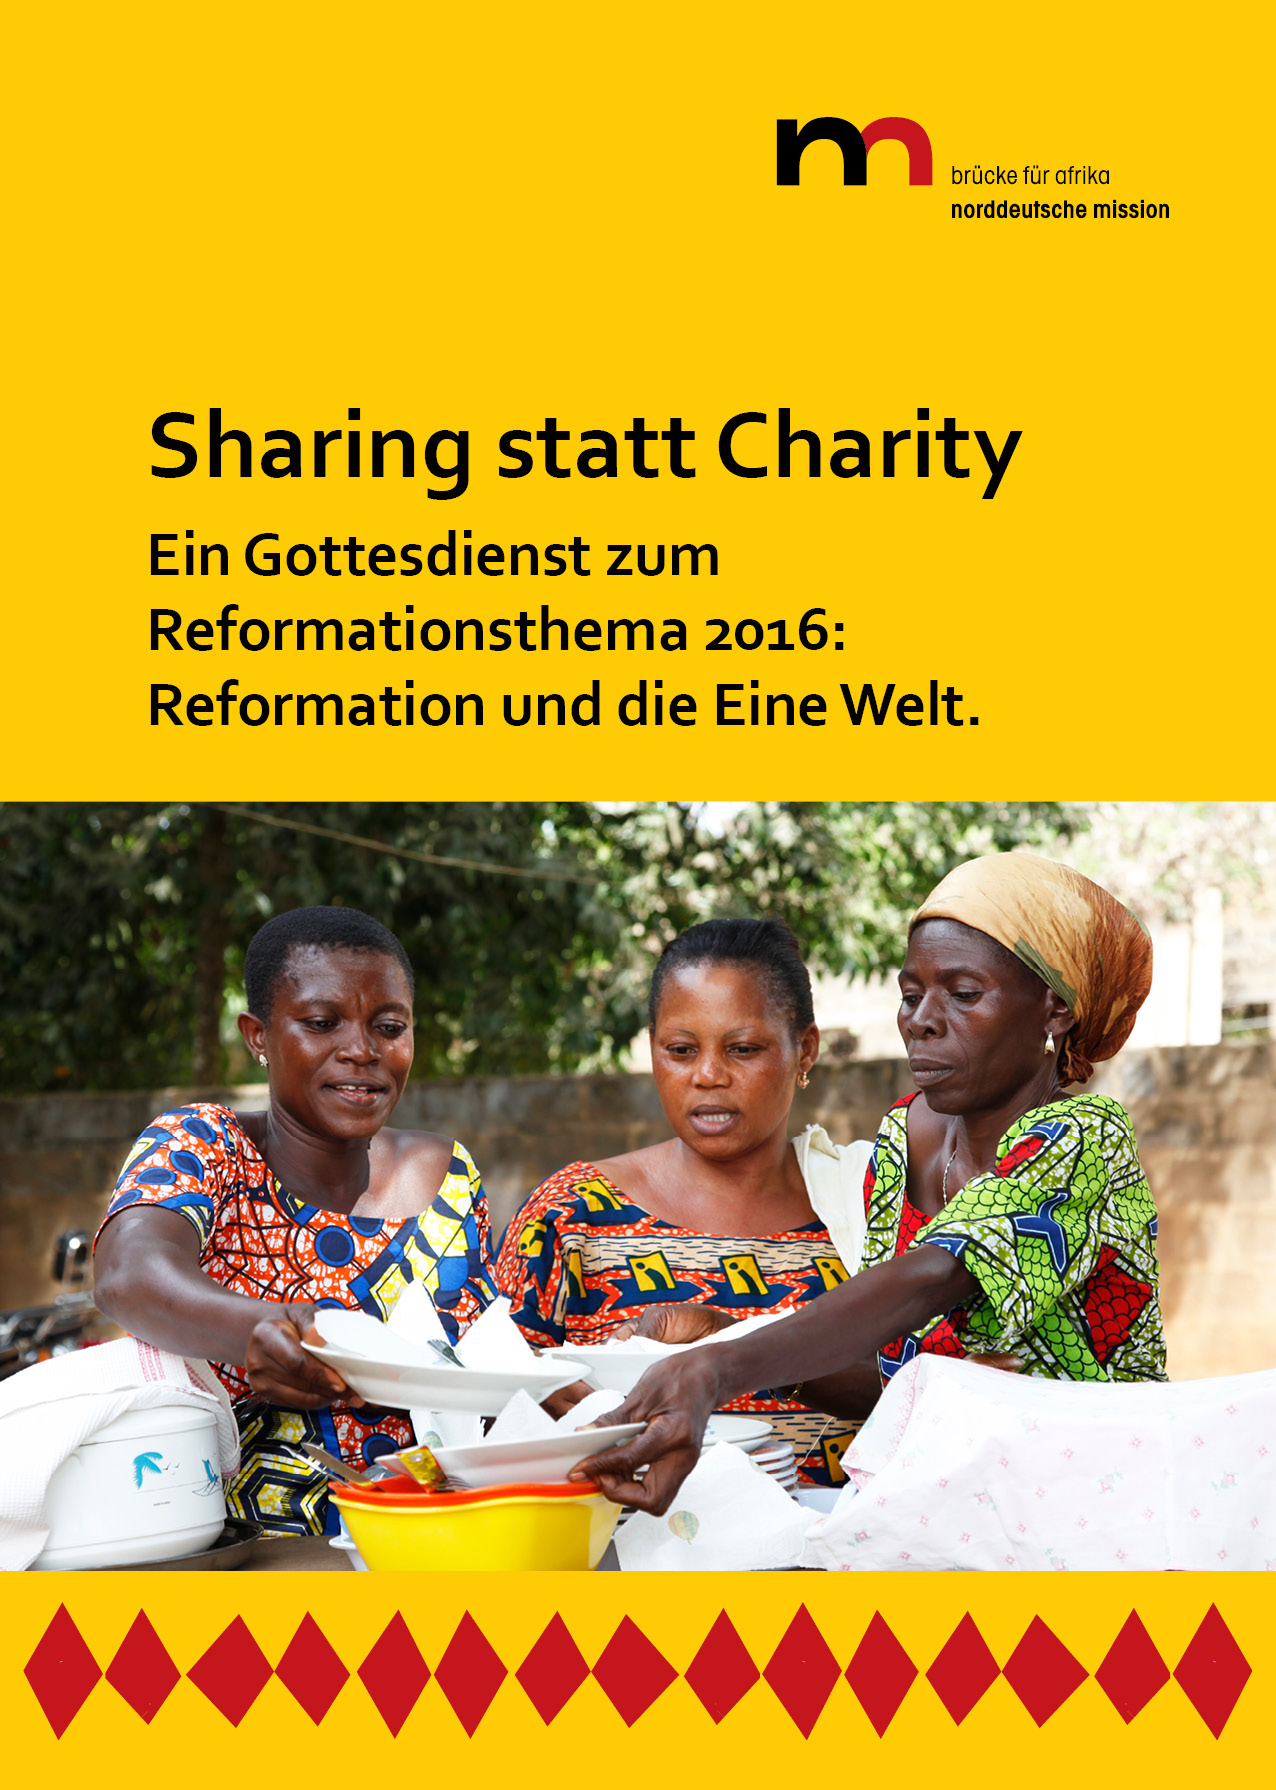 brücke für afrika
norddeutsche mission
Sharing statt Charity
Ein Gottesdienst zum
Reformationsthema 2016:
Reformation und die Eine Welt.